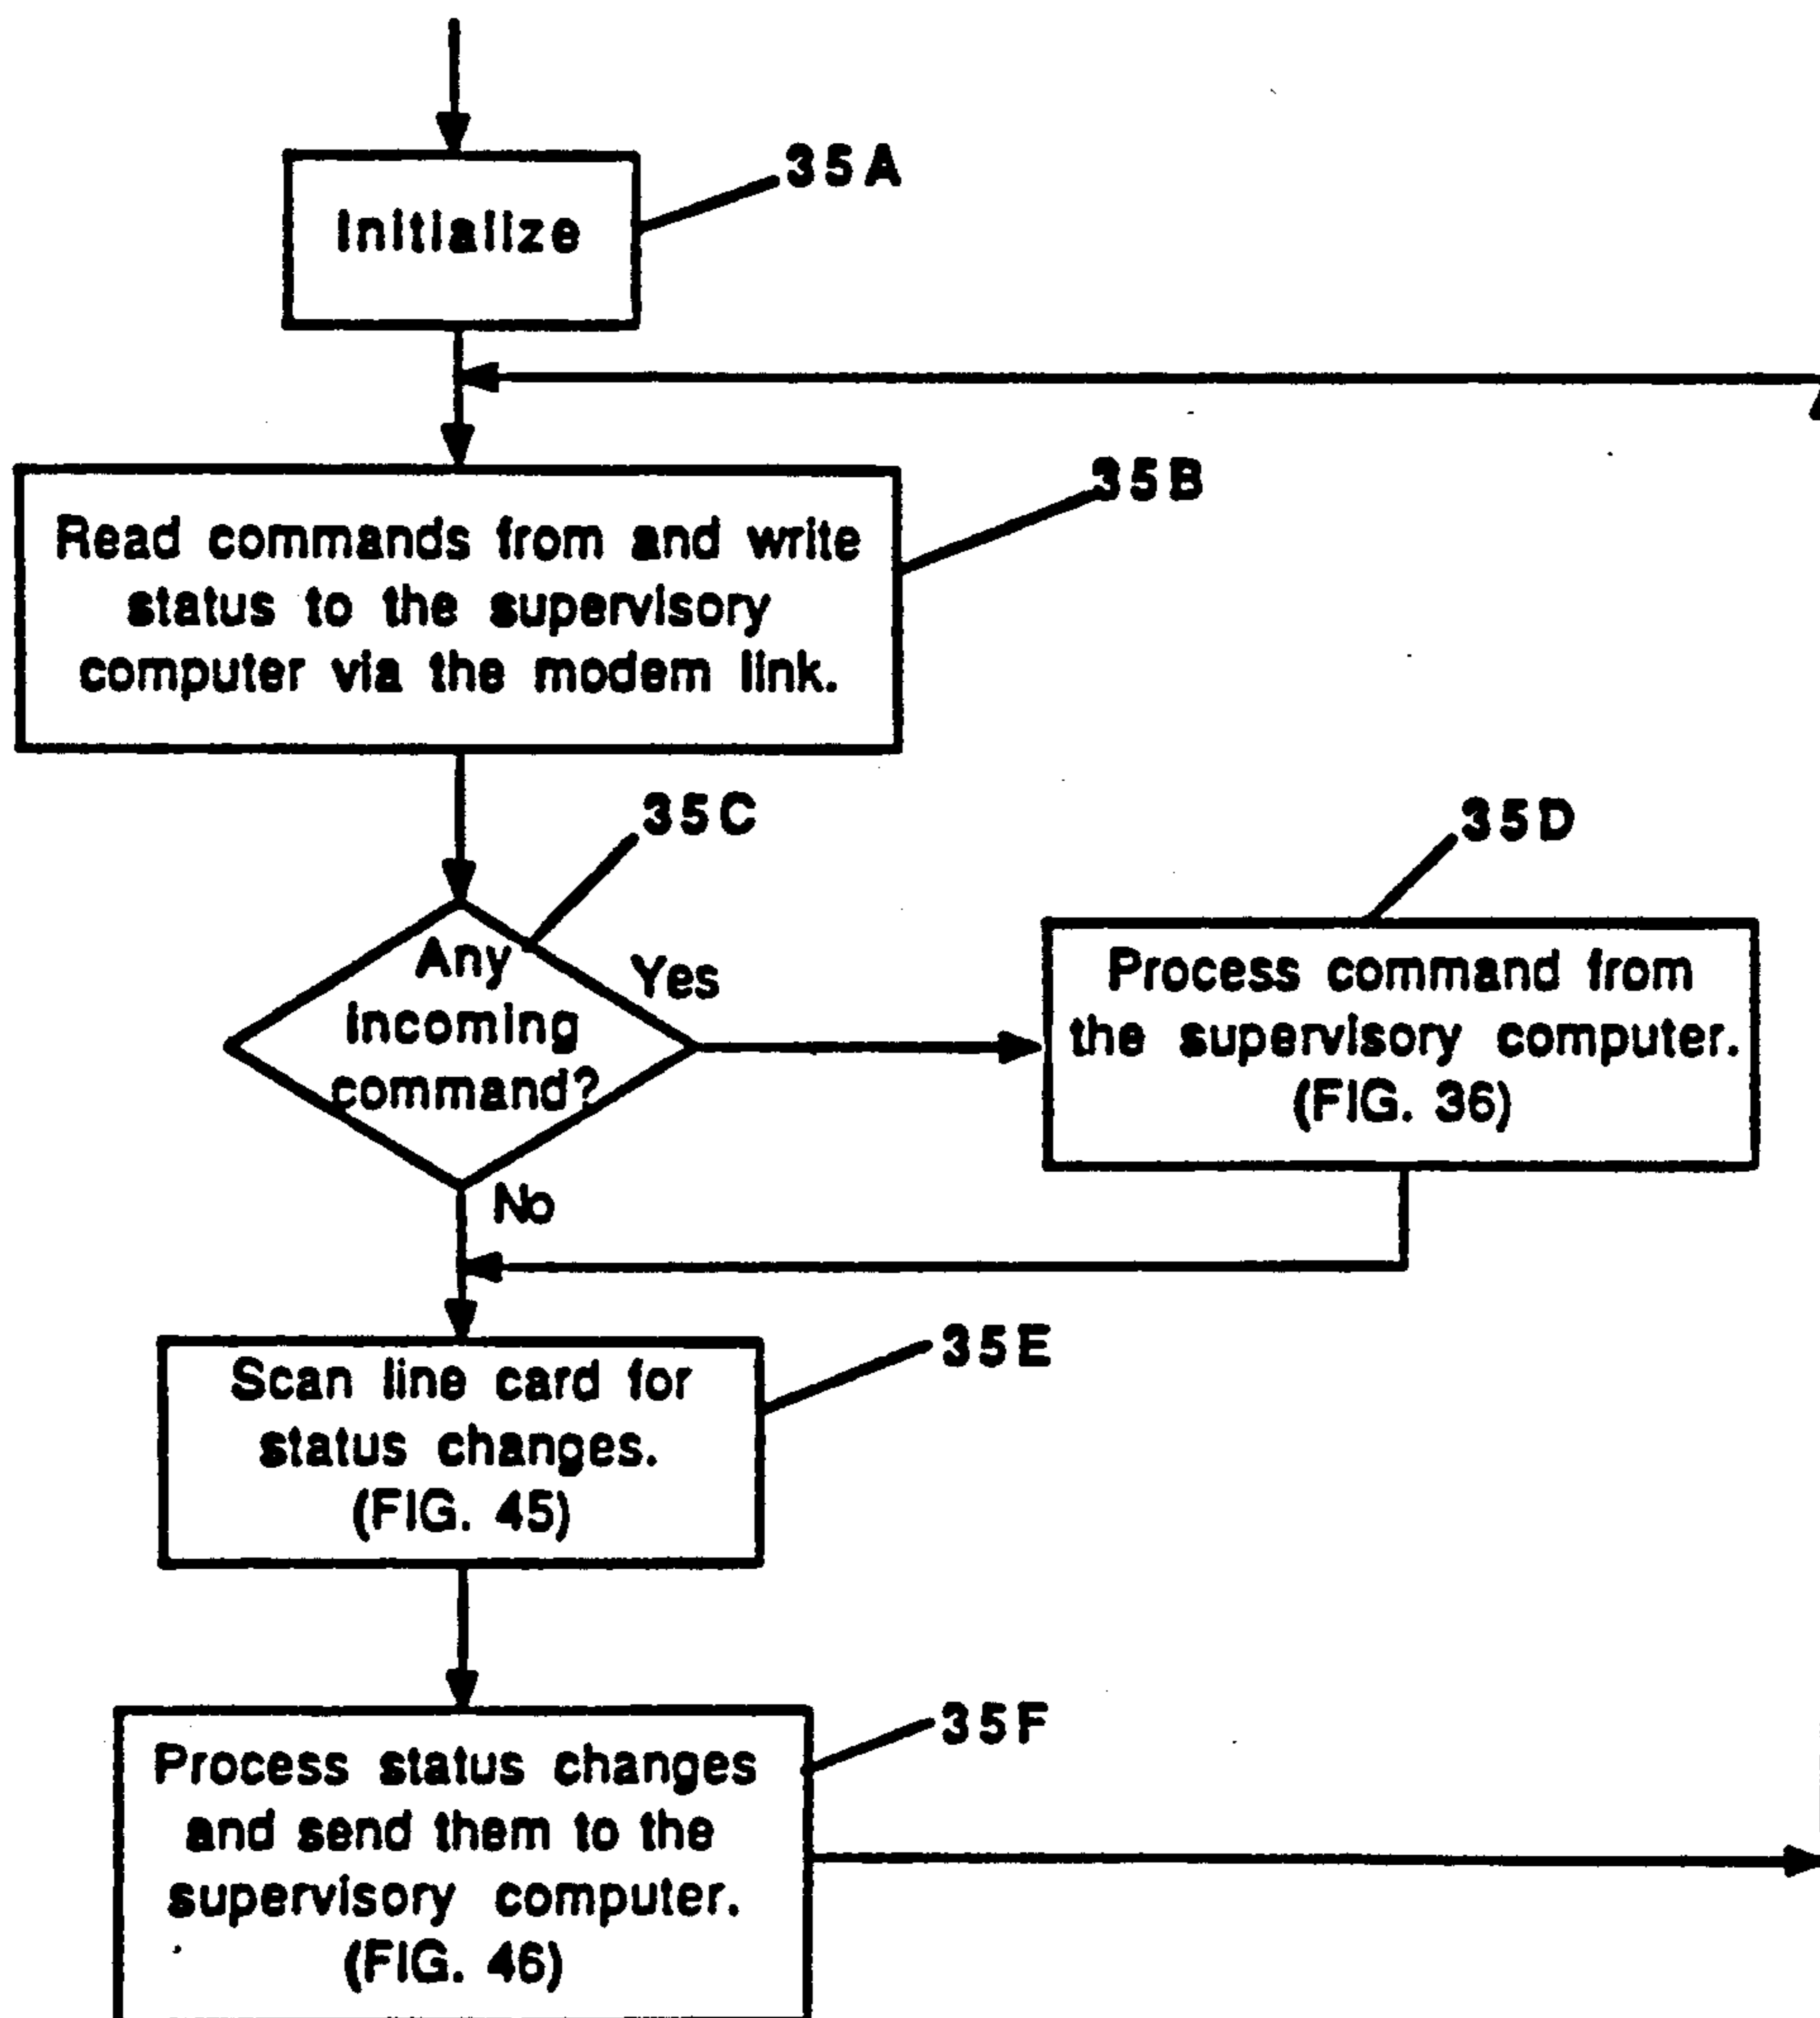 35A
Initialize
35B
Read commands from and write
status to the supervisory
computer via the modem link.
35C
35D
Any
incoming
command?
Yes
Process command from
the supervisory computer.
(FIG. 36)
No
35E
Scan line card for
status changes.
(FIG. 45)
35F
Process status changes
and send them to the
supervisory computer.
(FIG. 46)